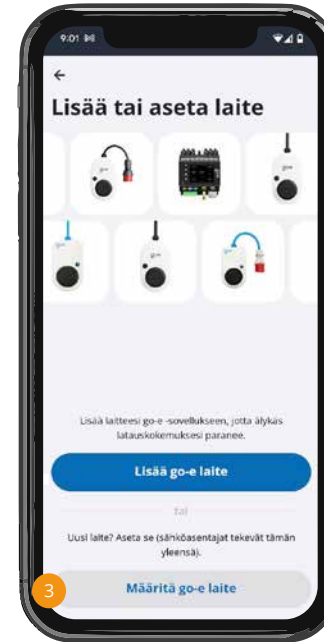 9:01
Lisää tai aseta laite
Lisää laitteesi go-e -sovellukseen, jotta älykäs
latauskokemuksesi paranee.
Lisää go-e laite
tai
Uusi laite? Aseta se (sähköasentajat tekevät tämän
yleensä).
3
Määritä go-e laite